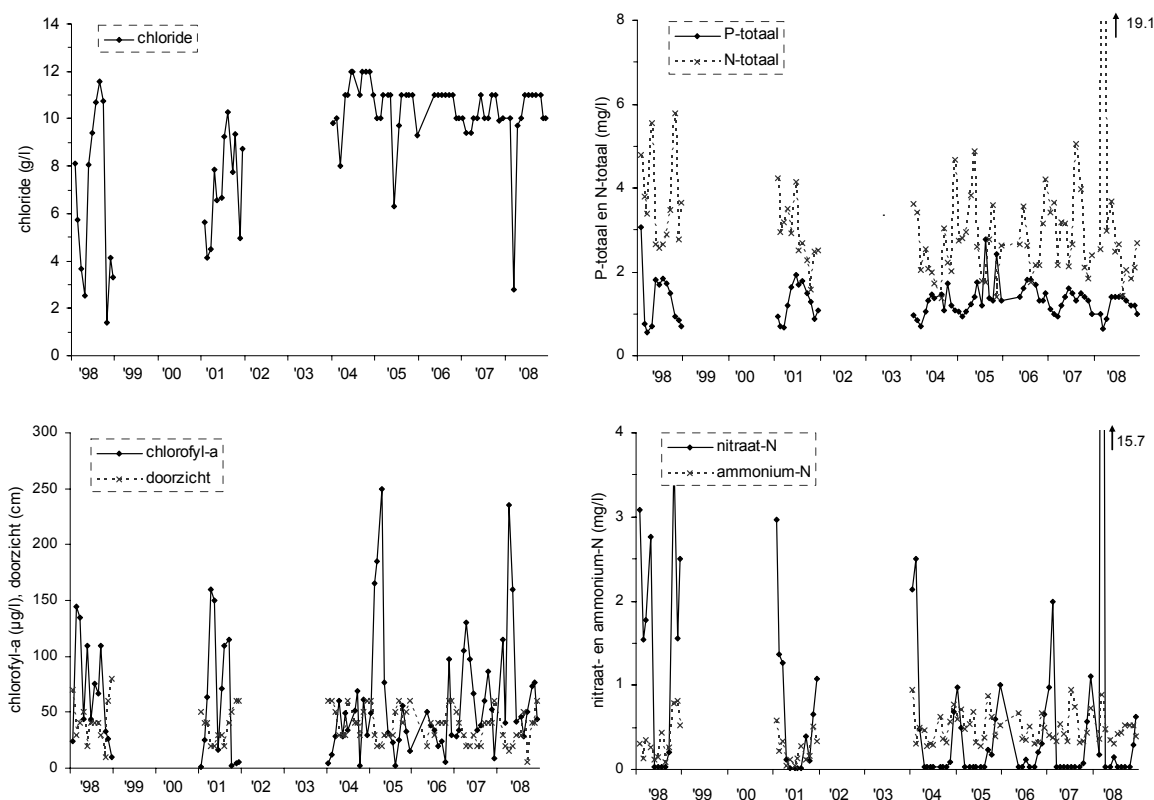 14
12
10
8
6
4
2
0
chloride (g/l)
chloride
'98 '99 '00 '01 '02 '03 '04 '05 '06 '07 '08
8
6
4
2
0
P-totaal en N-totaal (mg/l)
P-totaal
N-totaal
19.1
'98 '99 '00 '01 '02 '03 '04 '05 '06 '07 '08
300
250
200
150
100
50
0
chlorofyl-a (µg/l), doorzicht (cm)
chlorofyl-a
doorzicht
'98 '99 '00 '01 '02 '03 '04 '05 '06 '07 '08
4
3
2
1
0
nitraat- en ammonium-N (mg/l)
nitraat-N
ammonium-N
15.7
'98 '99 '00 '01 '02 '03 '04 '05 '06 '07 '08